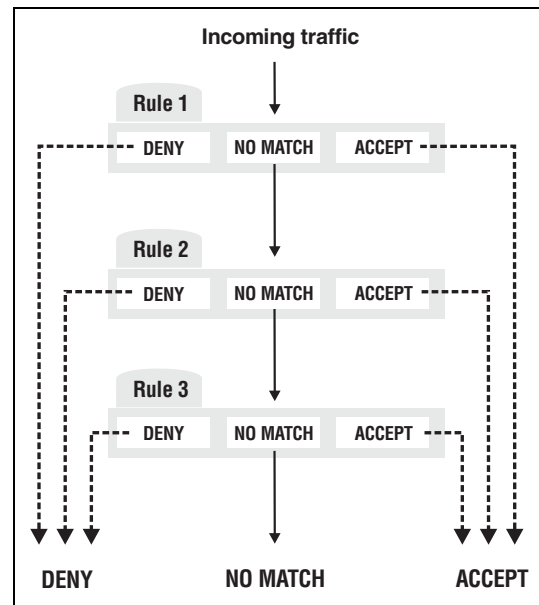 Incoming traffic
Rule 1
DENY NO MATCH ACCEPT
Rule 2
DENY NO MATCH ACCEPT
Rule 3
DENY NO MATCH ACCEPT
DENY NO MATCH ACCEPT